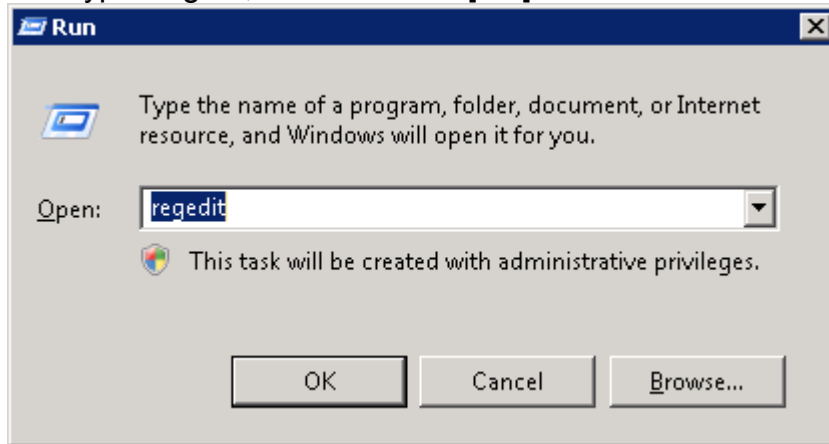 Run
Type the name of a program, folder, document, or Internet
resource, and Windows will open it for you.
Open: regedit
This task will be created with administrative privileges.
OK Cancel Browse...